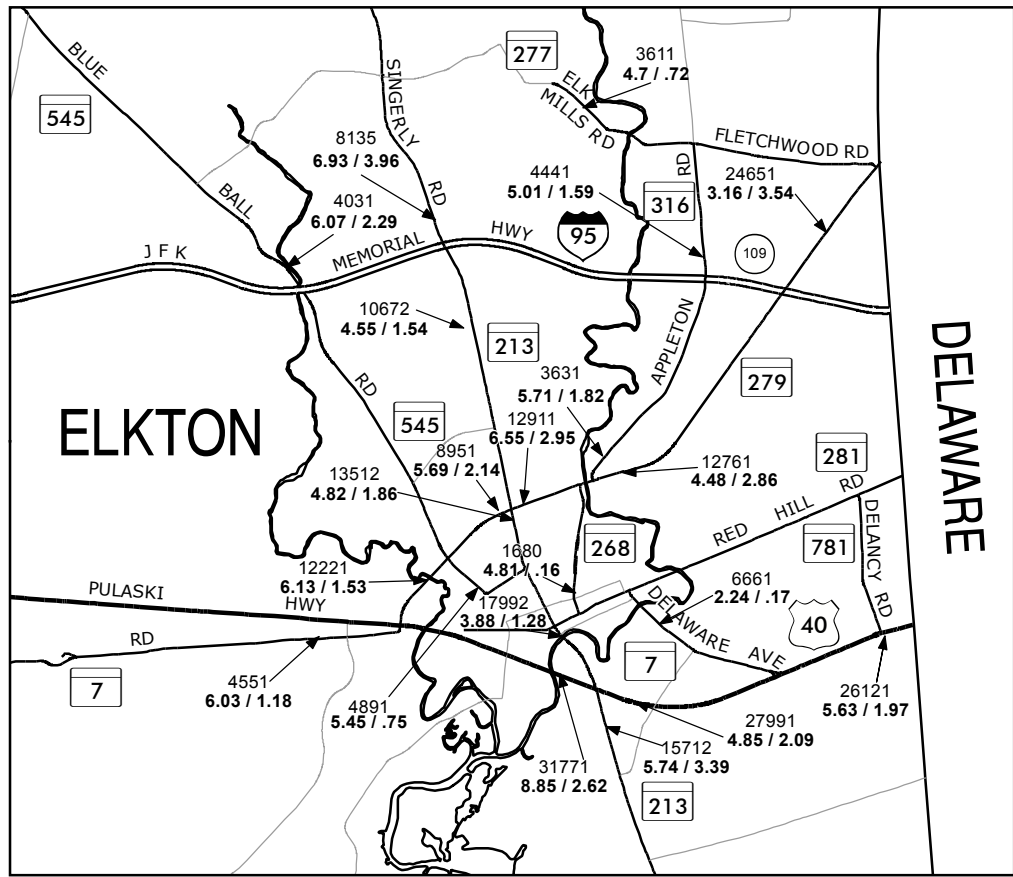 BLUE
545
SINGERLY
277
ELK
3611
4.7 / .72
MILLS RD
8135
6.93 / 3.96
RD
FLETCHWOOD RD
4441
5.01 / 1.59
RD
24651
3.16 / 3.54
BALL
4031
6.07 / 2.29
RD
316
95
109
J F K
MEMORIAL
HWY
10672
4.55 / 1.54
213
APPLETON
DELAWARE
279
RD
3631
5.71 / 1.82
545
ELKTON
12911
6.55 / 2.95
8951
5.69 / 2.14
13512
4.82 / 1.86
12761
4.48 / 2.86
281
RED HILL RD
268
781
DELANCY RD
1680
4.81 / .16
12221
6.13 / 1.53
PULASKI
HWY
17992
3.88 / 1.28
6661
2.24 / .17
DELAWARE AVE
40
RD
7
4551
6.03 / 1.18
4891
5.45 / .75
7
26121
5.63 / 1.97
27991
4.85 / 2.09
15712
5.74 / 3.39
31771
8.85 / 2.62
213